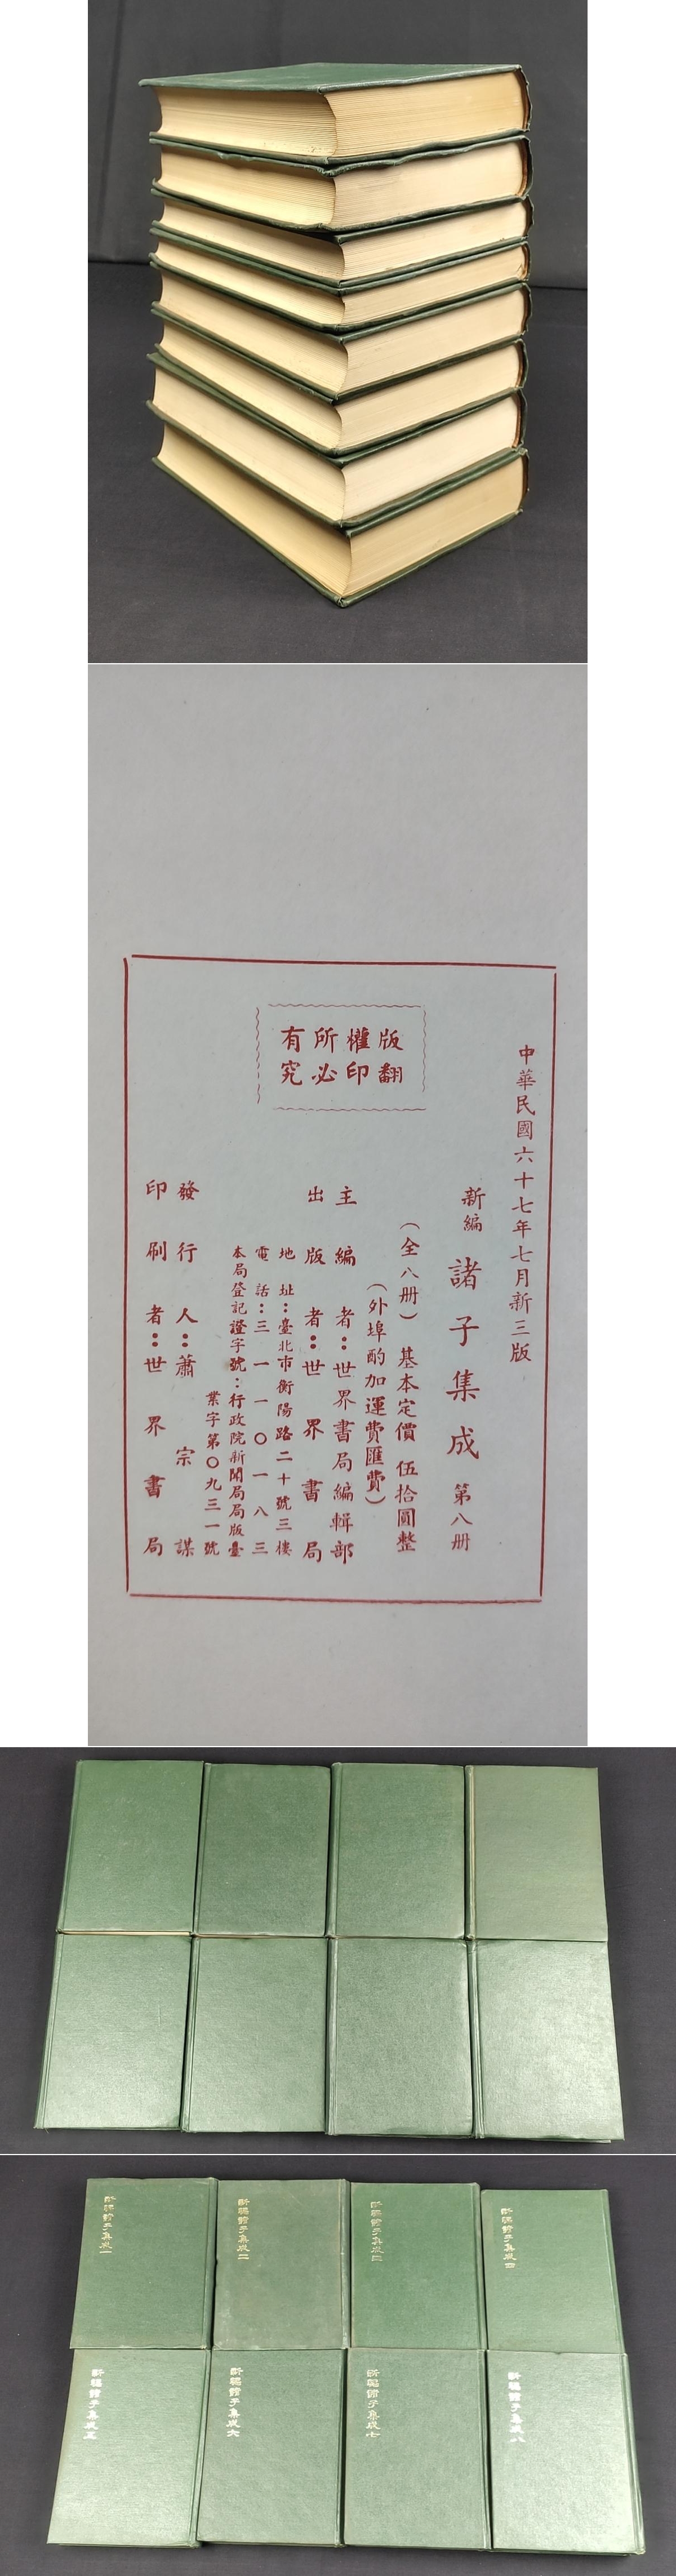 中華民國六十七年七月新三版
新編 諸子集成 第八册
（全八册） 基本定價 伍拾圓整
（外埠酌加運費匯費）
主編者：世界書局編輯部
出版者：世界書局
地址：臺北市衡陽路二十號三樓
電話：三一一〇一八三
本局登記證字號：行政院新聞局局版臺
業字第〇九三一號
發行人：蕭宗謀
印刷者：世界書局
版權所有
翻印必究
新編諸子集成一
新編諸子集成二
新編諸子集成三
新編諸子集成四
新編諸子集成五
新編諸子集成六
新編諸子集成七
新編諸子集成八